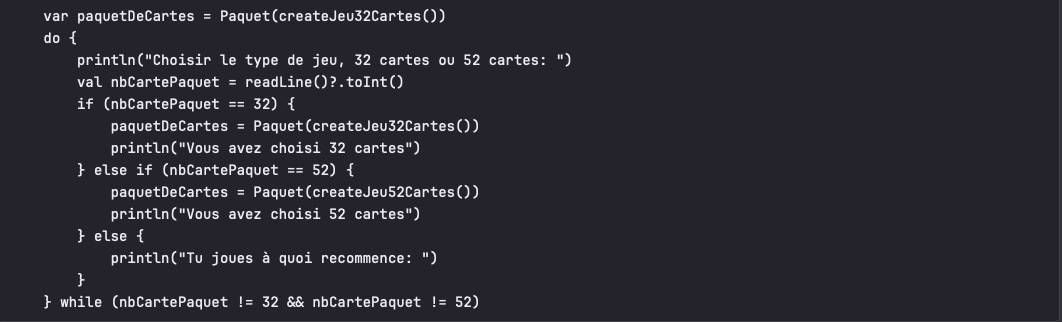 var paquetDeCartes = Paquet(createJeu32Cartes())
do {
println("Choisir le type de jeu, 32 cartes ou 52 cartes: ")
val nbCartePaquet = readLine()?.toInt()
if (nbCartePaquet == 32) {
paquetDeCartes = Paquet(createJeu32Cartes())
println("Vous avez choisi 32 cartes")
} else if (nbCartePaquet == 52) {
paquetDeCartes = Paquet(createJeu52Cartes())
println("Vous avez choisi 52 cartes")
} else {
println("Tu joues à quoi recommence: ")
}
} while (nbCartePaquet != 32 && nbCartePaquet != 52)